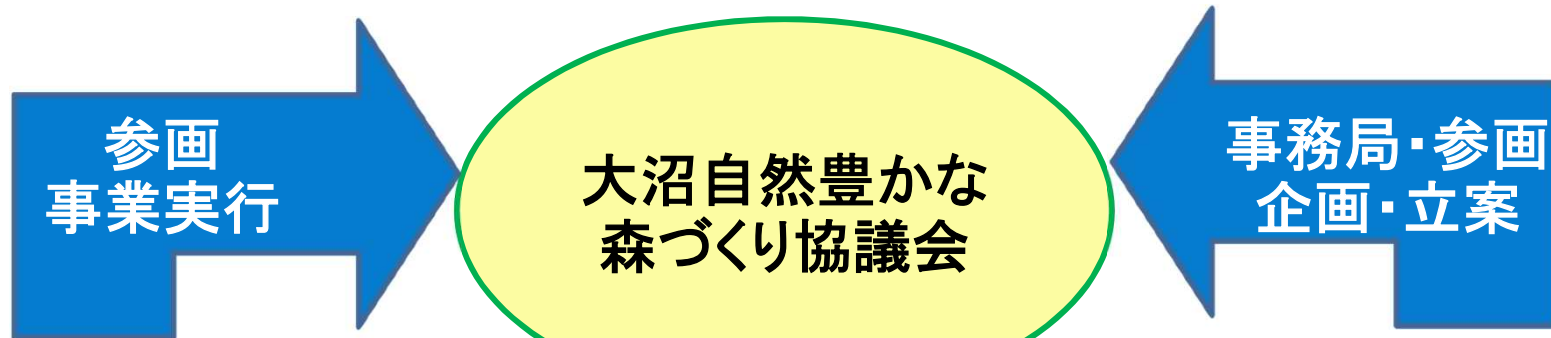 参画
事業実行
大沼自然豊かな
森づくり協議会
事務局・参画
企画・立案